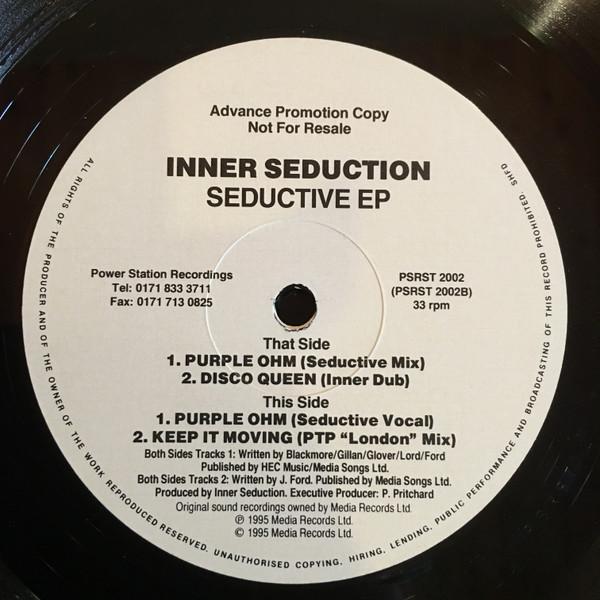 Advance Promotion Copy
Not For Resale
INNER SEDUCTION
SEDUCTIVE EP
Power Station Recordings
Tel: 0171 833 3711
Fax: 0171 713 0825
PSRST 2002
(PSRST 2002B)
33 rpm
That Side
1. PURPLE OHM (Seductive Mix)
2. DISCO QUEEN (Inner Dub)
This Side
1. PURPLE OHM (Seductive Vocal)
2. KEEP IT MOVING (PTP “London” Mix)
Both Sides Tracks 1: Written by Blackmore/Gillan/Glover/Lord/Ford
Published by HEC Music/Media Songs Ltd.
Both Sides Tracks 2: Written by J. Ford. Published by Media Songs Ltd.
Produced by Inner Seduction. Executive Producer: P. Pritchard
Original sound recordings owned by Media Records Ltd.
℗ 1995 Media Records Ltd.
© 1995 Media Records Ltd.
ALL RIGHTS OF THE PRODUCER AND OF THE OWNER OF THE WORK REPRODUCED RESERVED. UNAUTHORISED COPYING, HIRING, LENDING, PUBLIC PERFORMANCE AND BROADCASTING OF THIS RECORD PROHIBITED. SHFD